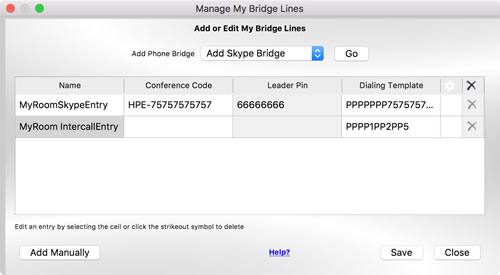 Manage My Bridge Lines
Add or Edit My Bridge Lines
Add Phone Bridge Add Skype Bridge Go
Name Conference Code Leader Pin Dialing Template
MyRoomSkypeEntry HPE-75757575757 66666666 PPPPPPP7575757...
MyRoom IntercallEntry PPPP1PP2PP5
Edit an entry by selecting the cell or click the strikeout symbol to delete
Add Manually Help? Save Close